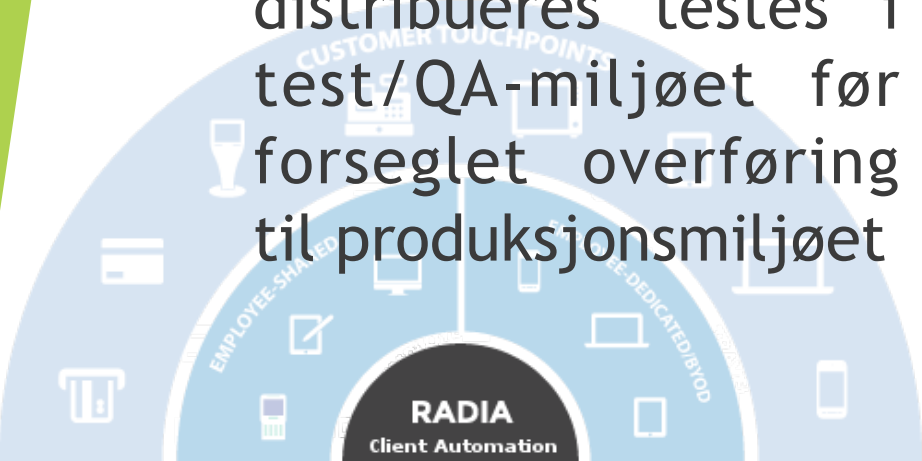 distribueres testes i
CUSTOMER TOUCHPOINTS
test/QA-miljøet før
forseglet overføring
til produksjonsmiljøet
EMPLOYEE-SHARED
EMPLOYEE-DEDICATED/BYOD
RADIA
Client Automation